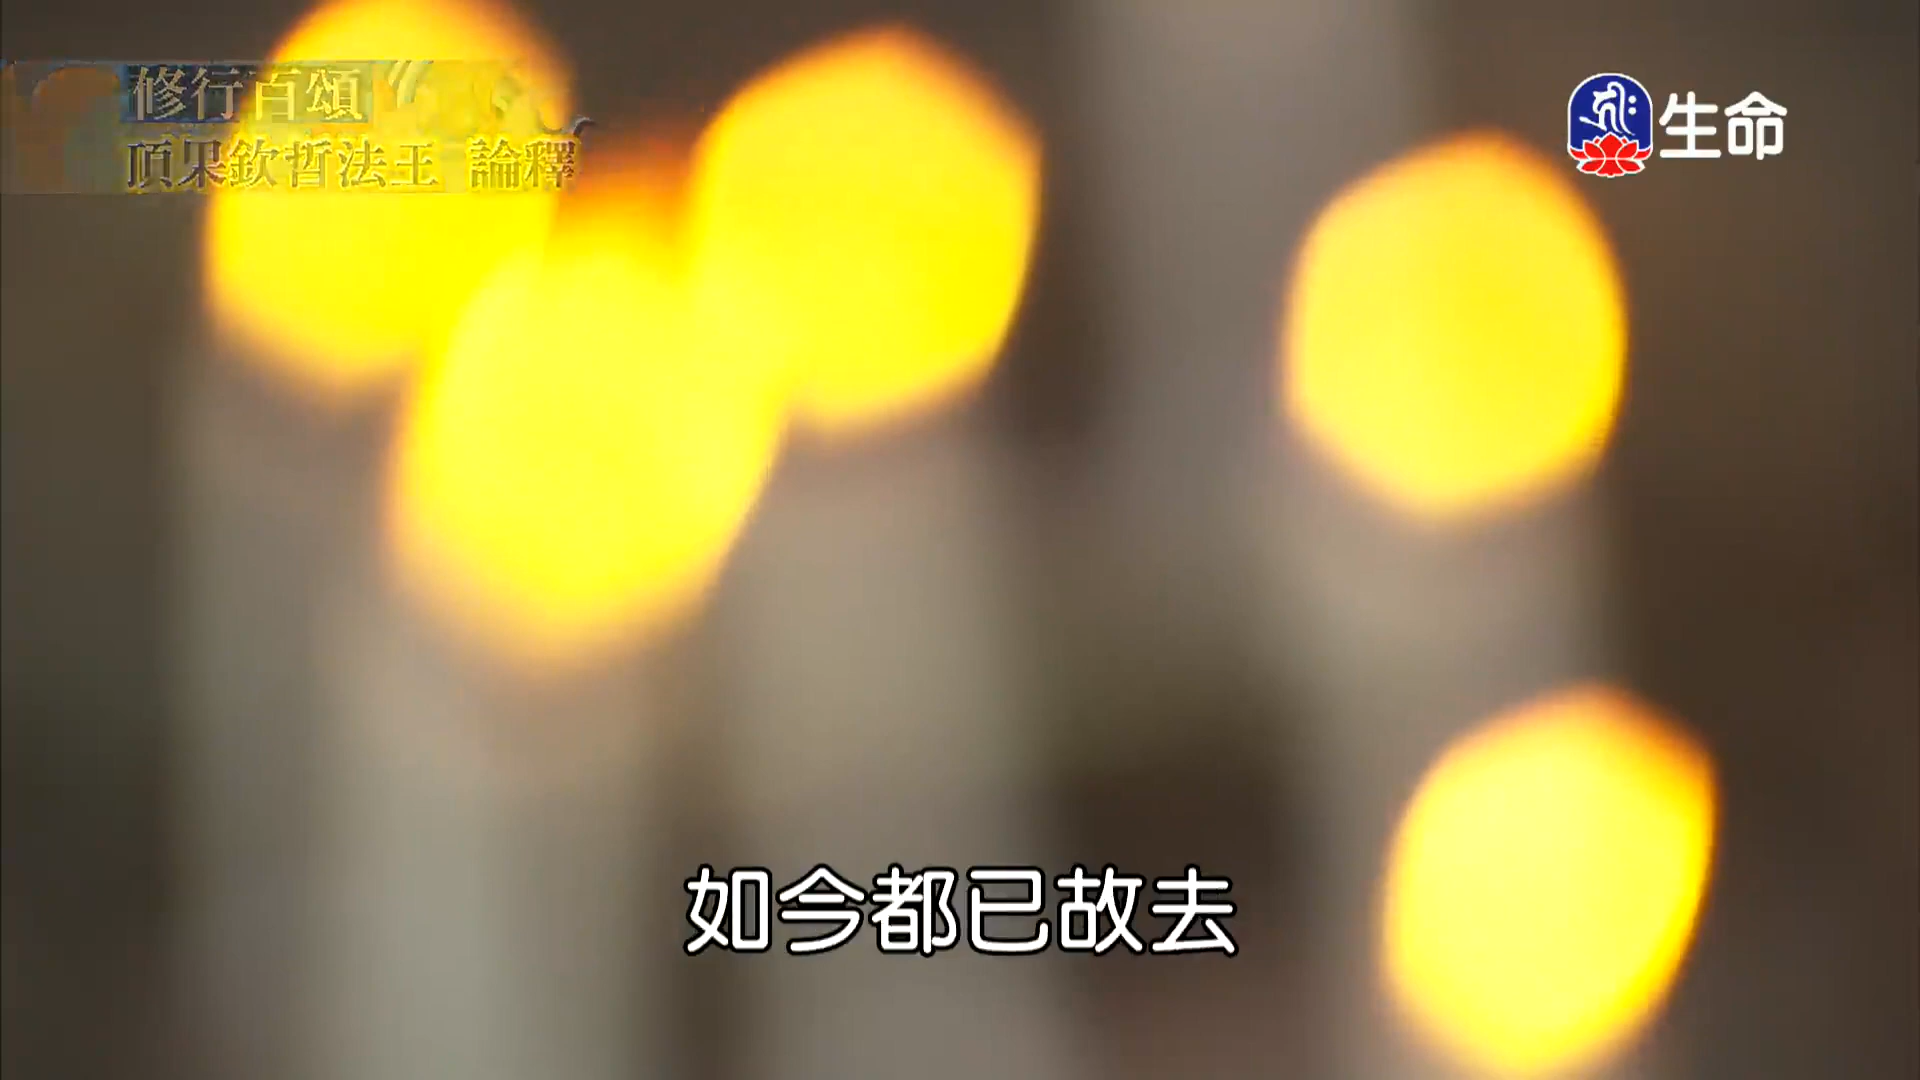 修行百頌
頂果欽哲法王 論釋
生命
如今都已故去